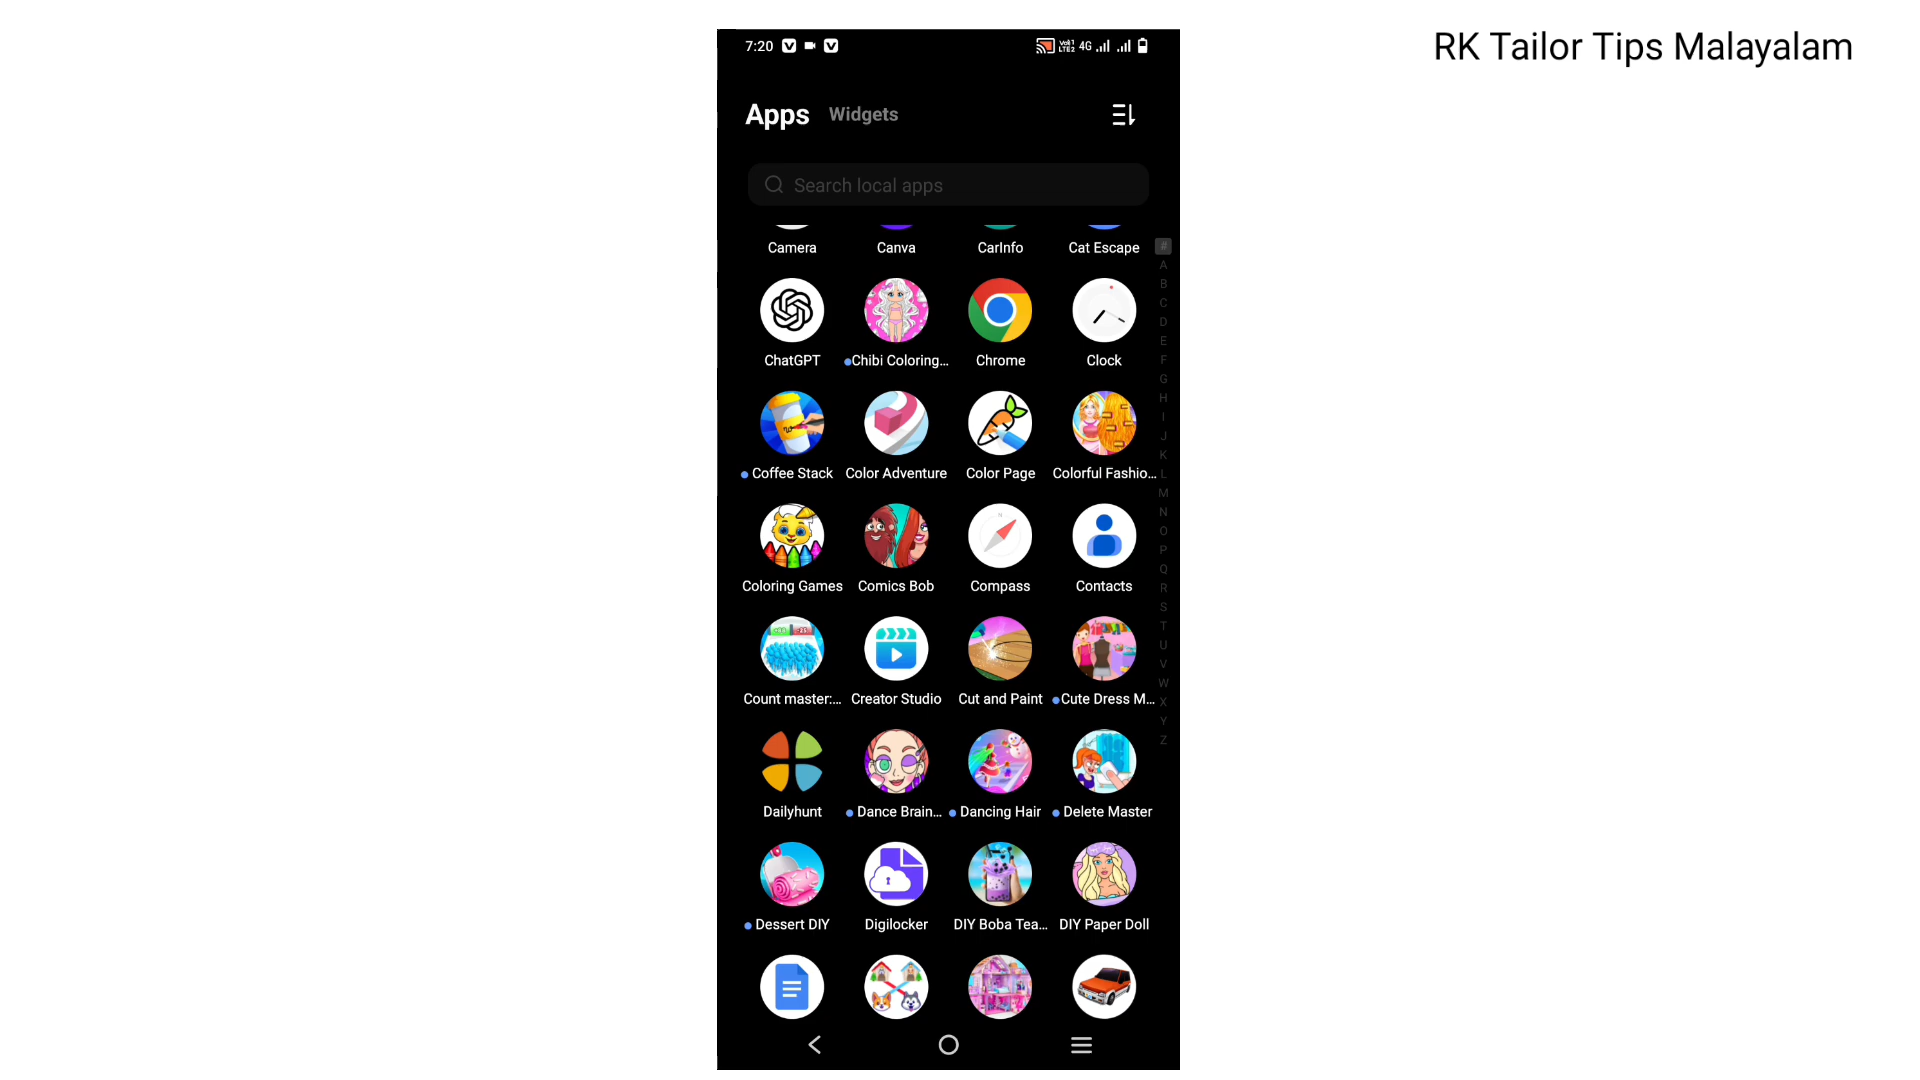 RK Tailor Tips Malayalam
7:20 4G
Apps Widgets
Search local apps
Camera Canva CarInfo Cat Escape
ChatGPT Chibi Coloring... Chrome Clock
Coffee Stack Color Adventure Color Page Colorful Fashio...
Coloring Games Comics Bob Compass Contacts
Count master:... Creator Studio Cut and Paint Cute Dress M...
Dailyhunt Dance Brain... Dancing Hair Delete Master
Dessert DIY Digilocker DIY Boba Tea... DIY Paper Doll
#
A
B
C
D
E
F
G
H
I
J
K
L
M
N
O
P
Q
R
S
T
U
V
W
X
Y
Z